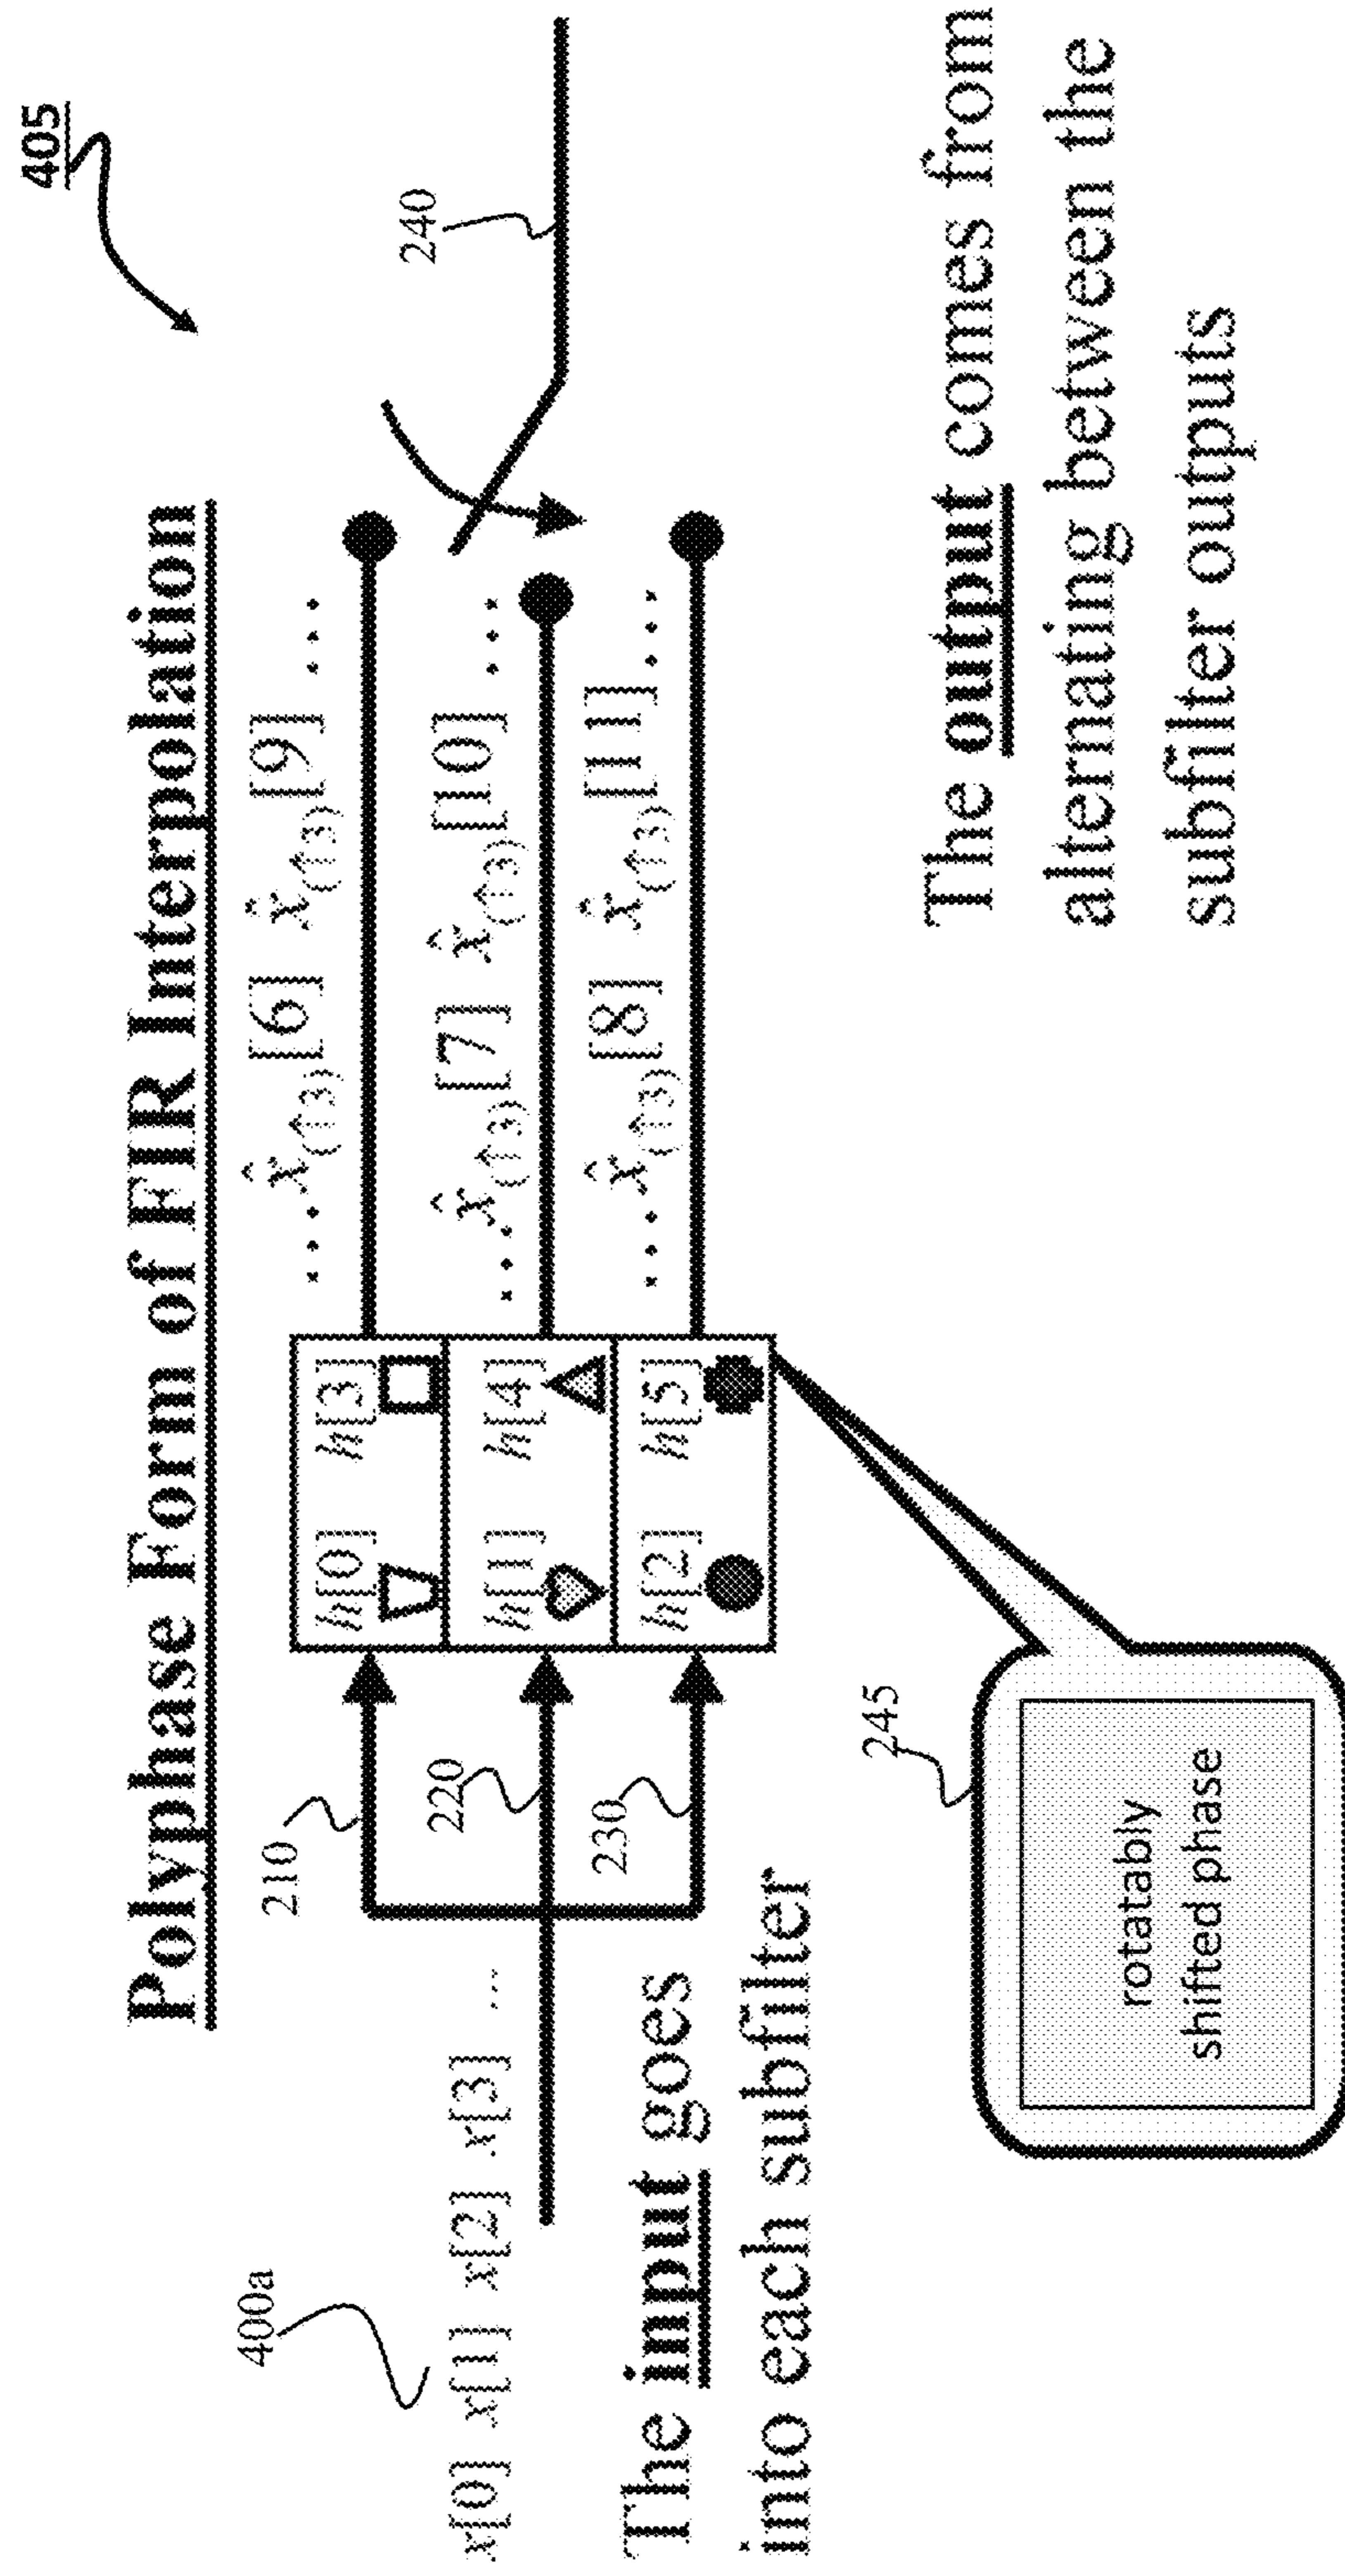 405
Polyphase Form of FIR Interpolation
240
... x̂(↑3)[6] x̂(↑3)[9] ...
210
h[0] h[3]
400a
x[0] x[1] x[2] x[3] ...
220
h[1] h[4]
... x̂(↑3)[7] x̂(↑3)[10] ...
230
h[2] h[5]
... x̂(↑3)[8] x̂(↑3)[11] ...
The input goes
into each subfilter
245
rotatably
shifted phase
The output comes from
alternating between the
subfilter outputs